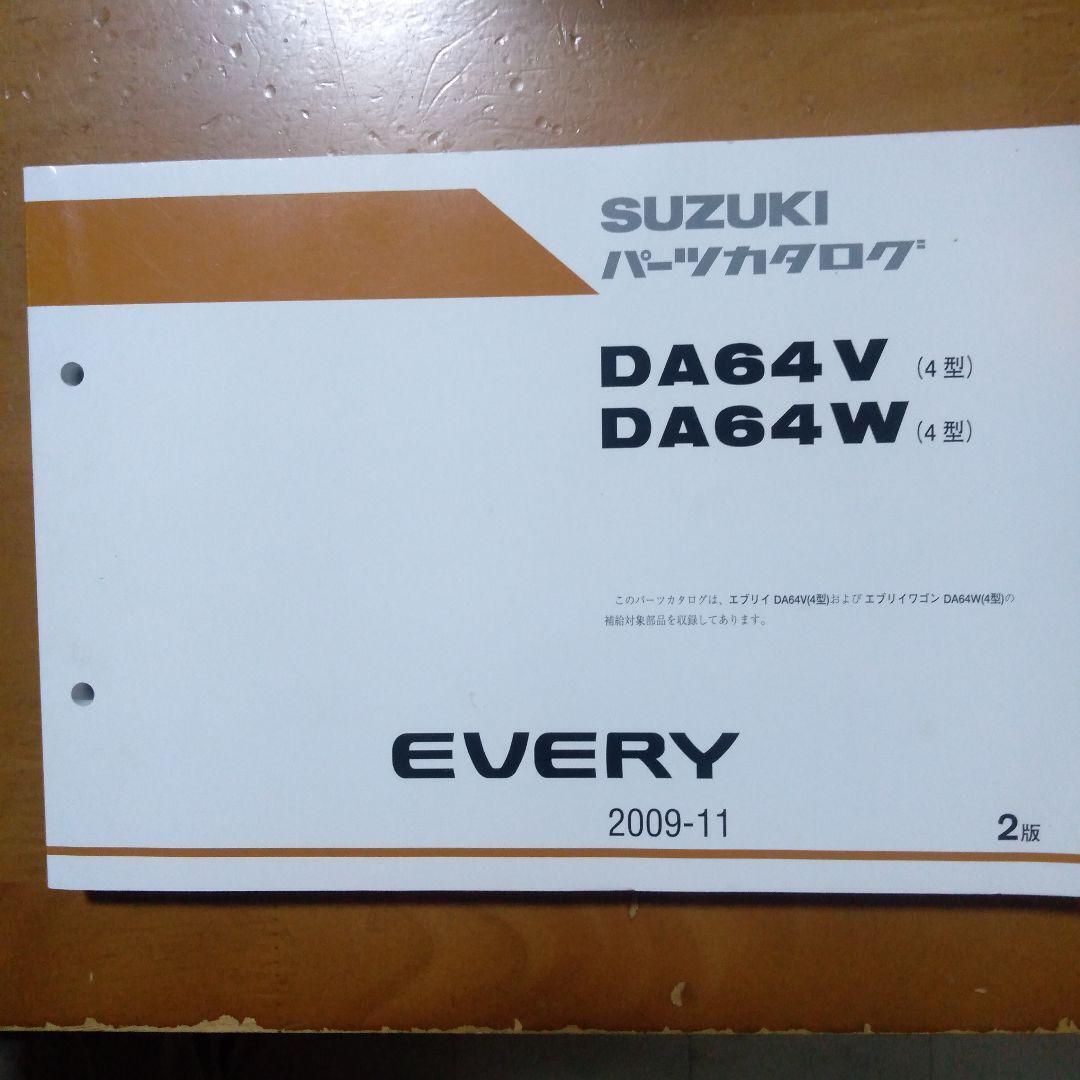 SUZUKI
パーツカタログ
DA64V (4型)
DA64W (4型)
このパーツカタログは、エブリイ DA64V(4型)および エブリイワゴン DA64W(4型)の
補給対象部品を収録してあります。
EVERY
2009-11
2版